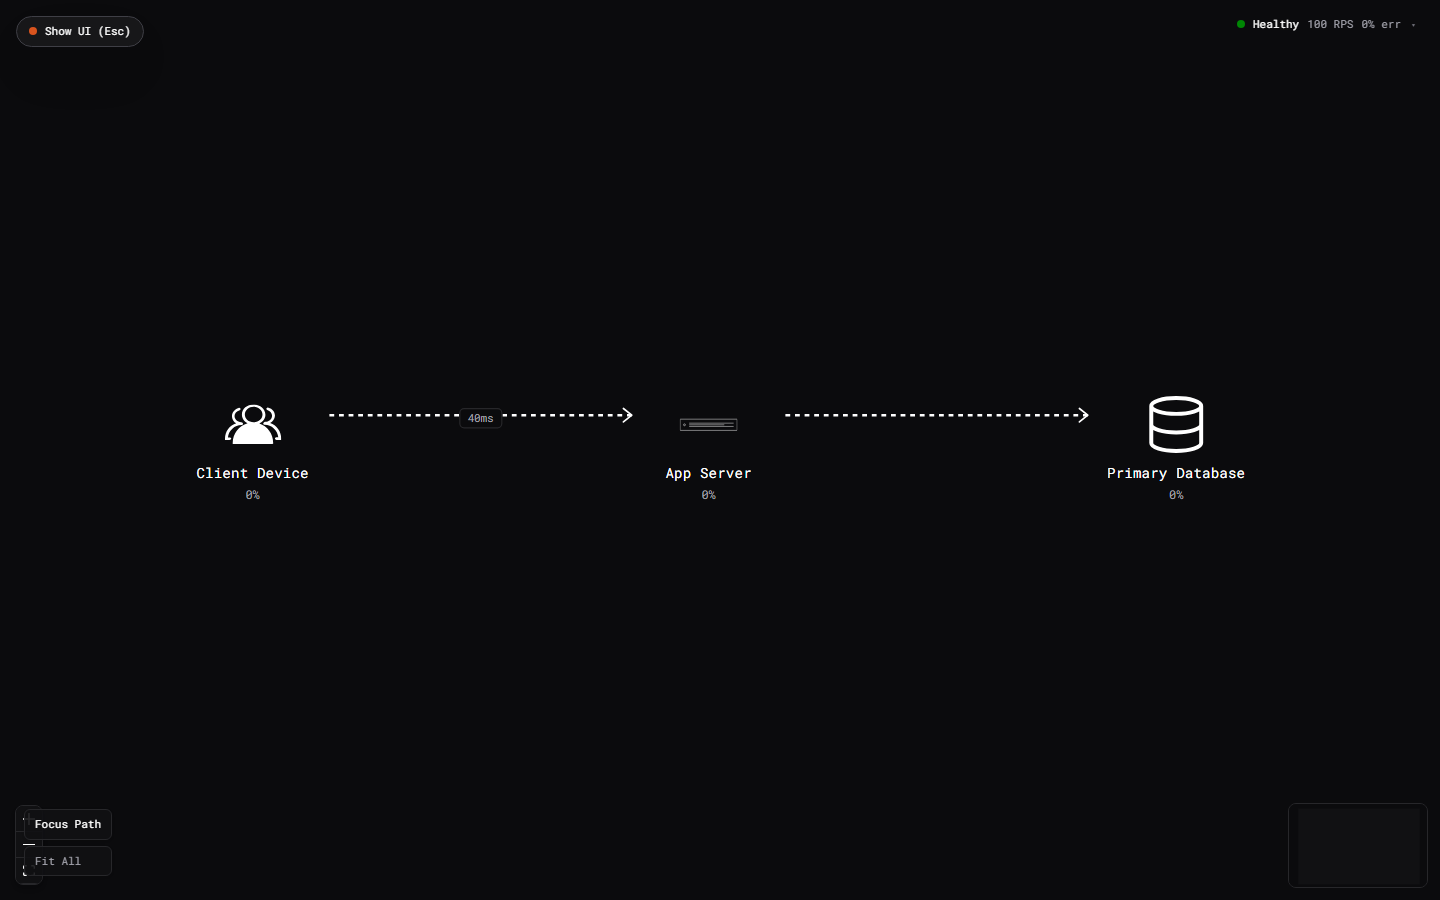 Show UI (Esc)
Healthy 100 RPS 0% err
40ms
Client Device
0%
App Server
0%
Primary Database
0%
Focus Path
Fit All